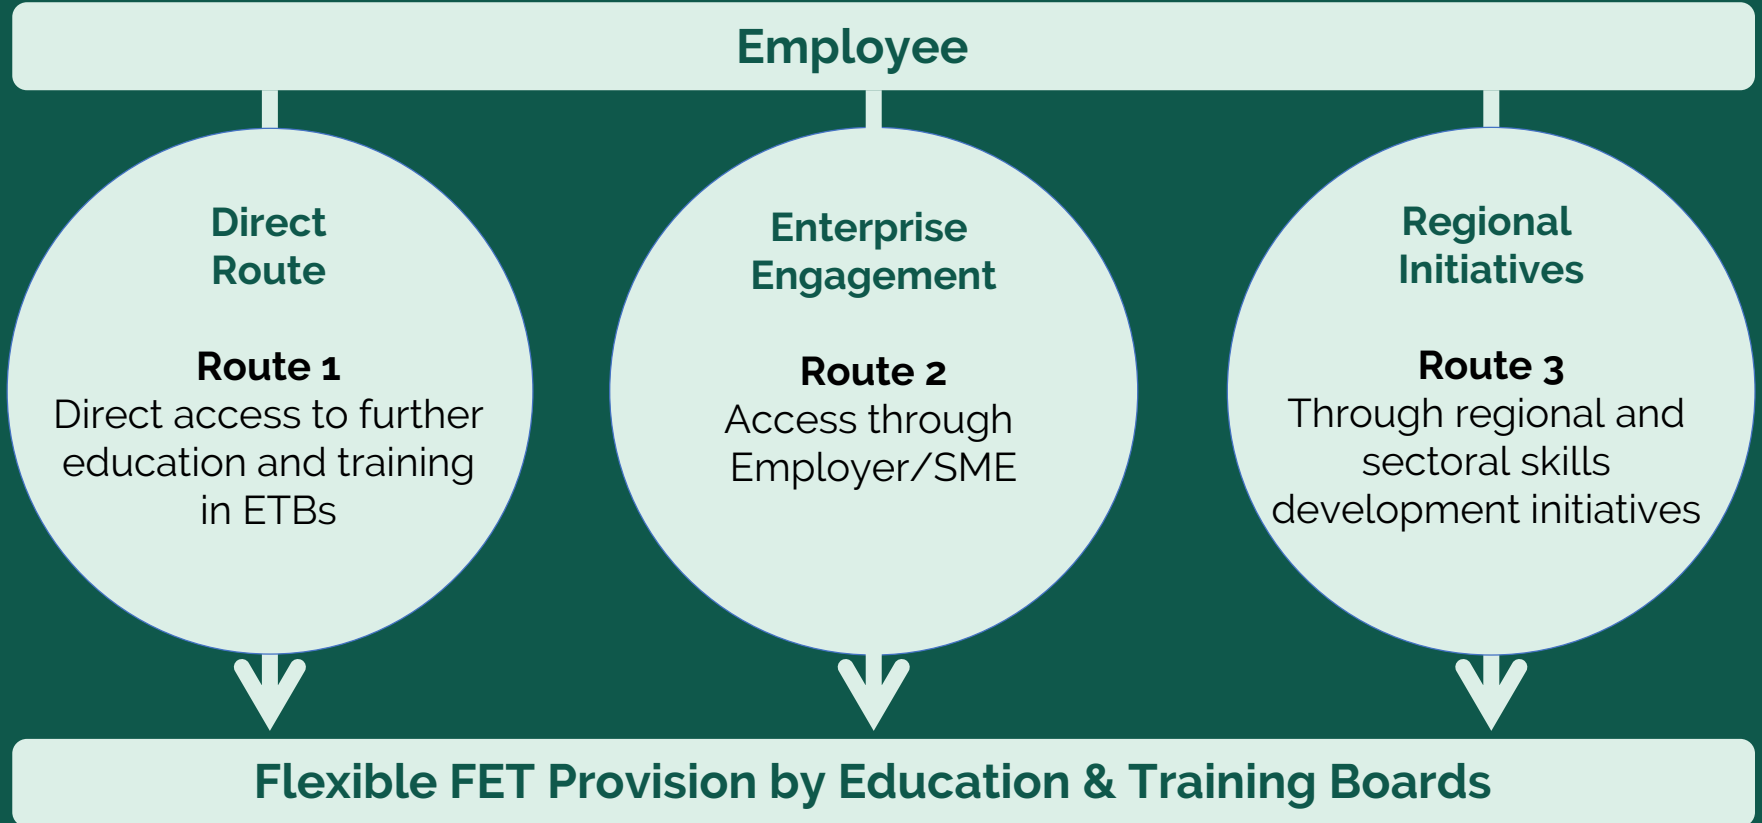 Employee
Direct
Route
Route 1
Direct access to further
education and training
in ETBs
Enterprise
Engagement
Route 2
Access through
Employer/SME
Regional
Initiatives
Route 3
Through regional and
sectoral skills
development initiatives
Flexible FET Provision by Education & Training Boards